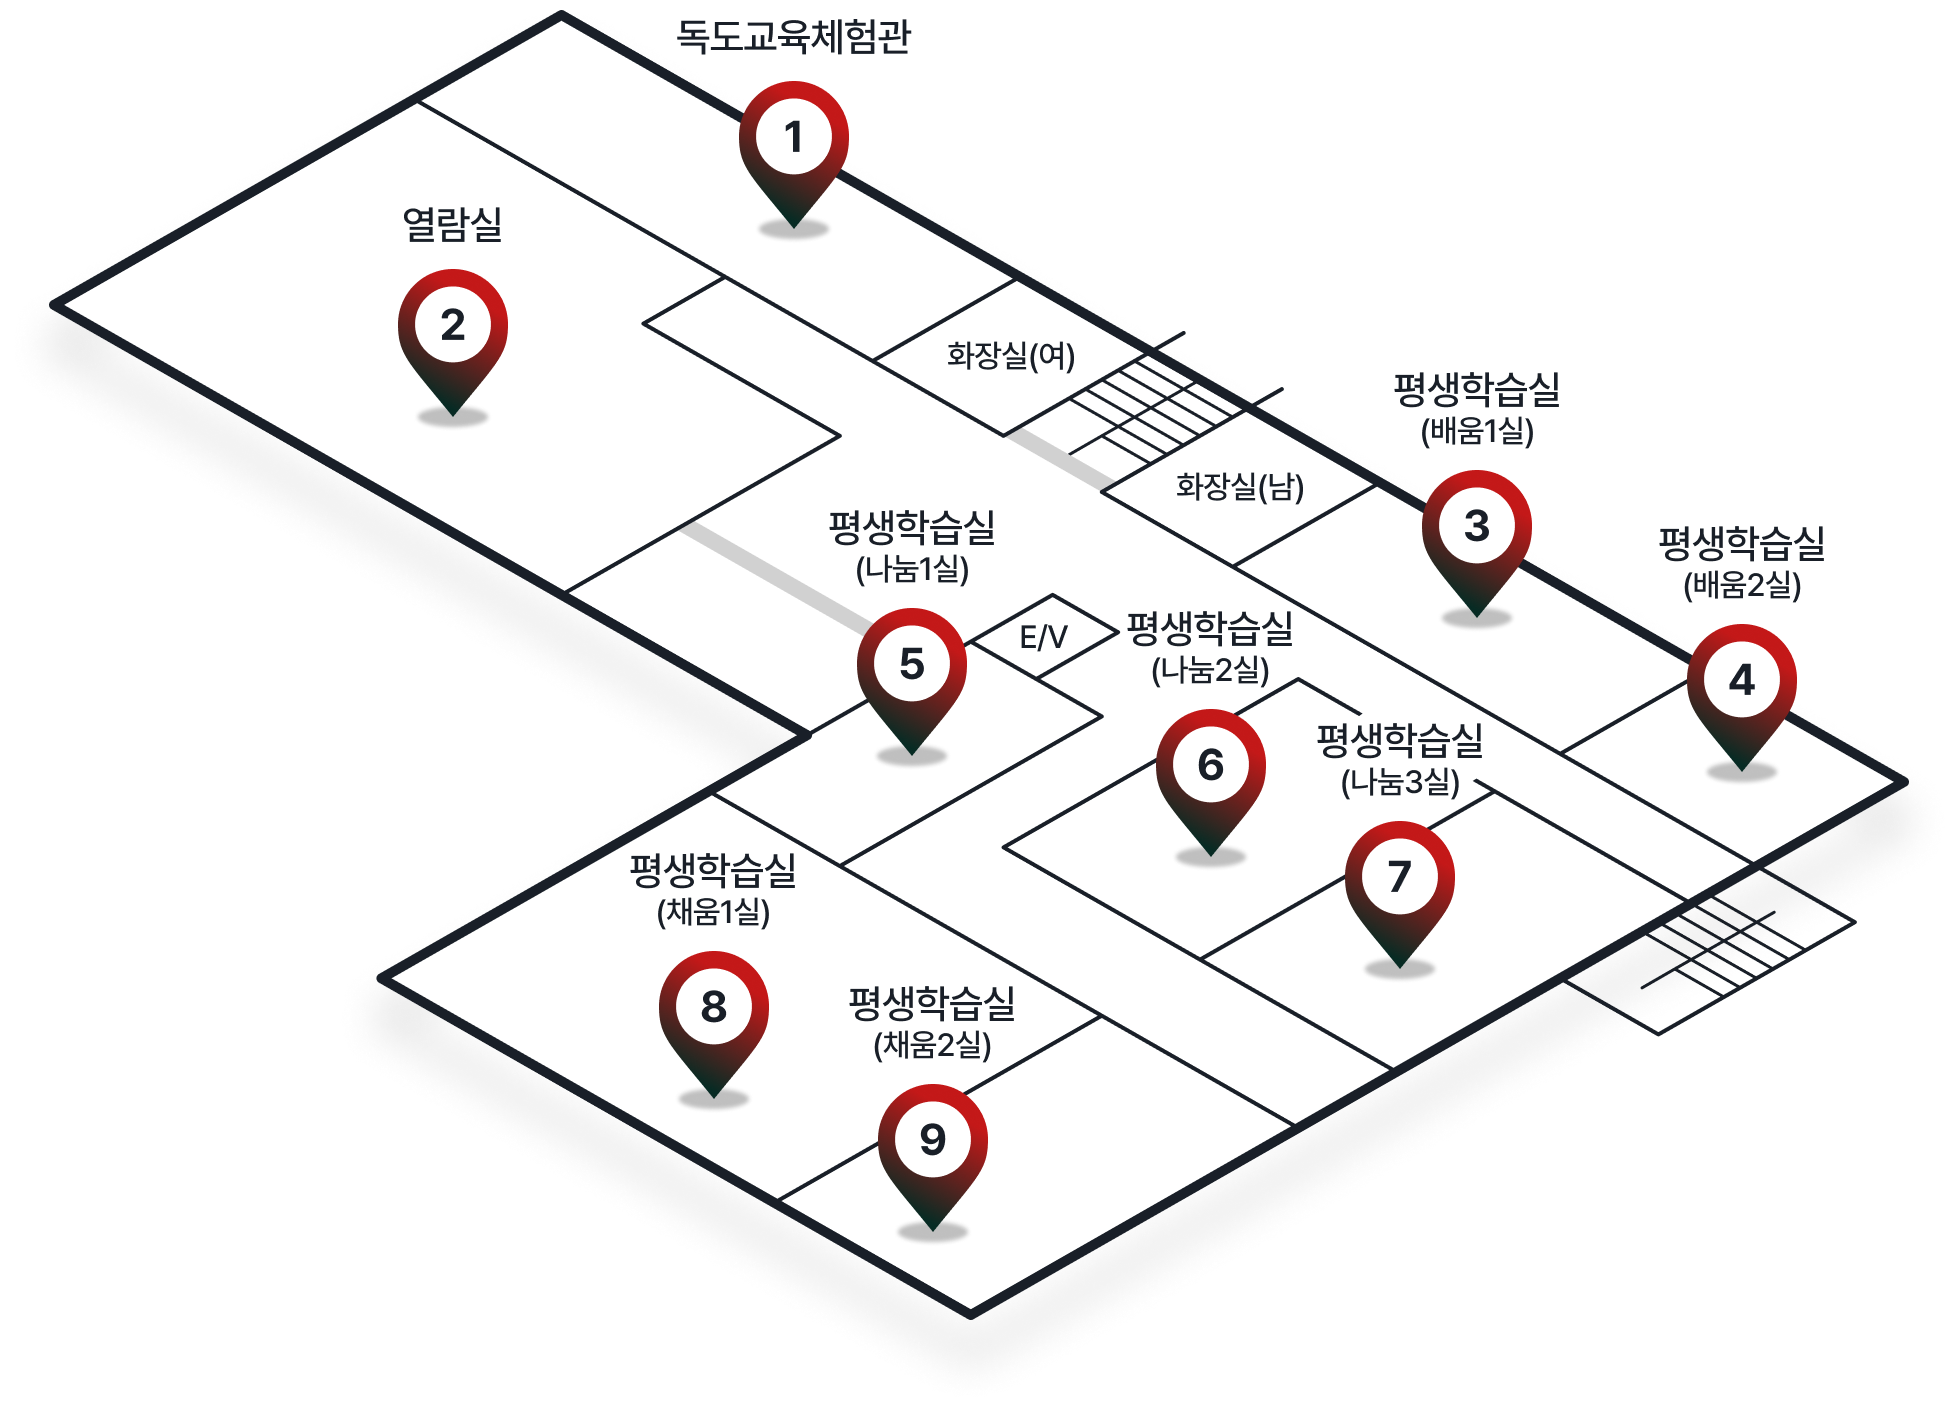 독도교육체험관
1
열람실
2
화장실(여)
화장실(남)
평생학습실
(배움1실)
3
평생학습실
(배움2실)
4
평생학습실
(나눔1실)
5
E/V
평생학습실
(나눔2실)
6
평생학습실
(나눔3실)
7
평생학습실
(채움1실)
8
평생학습실
(채움2실)
9